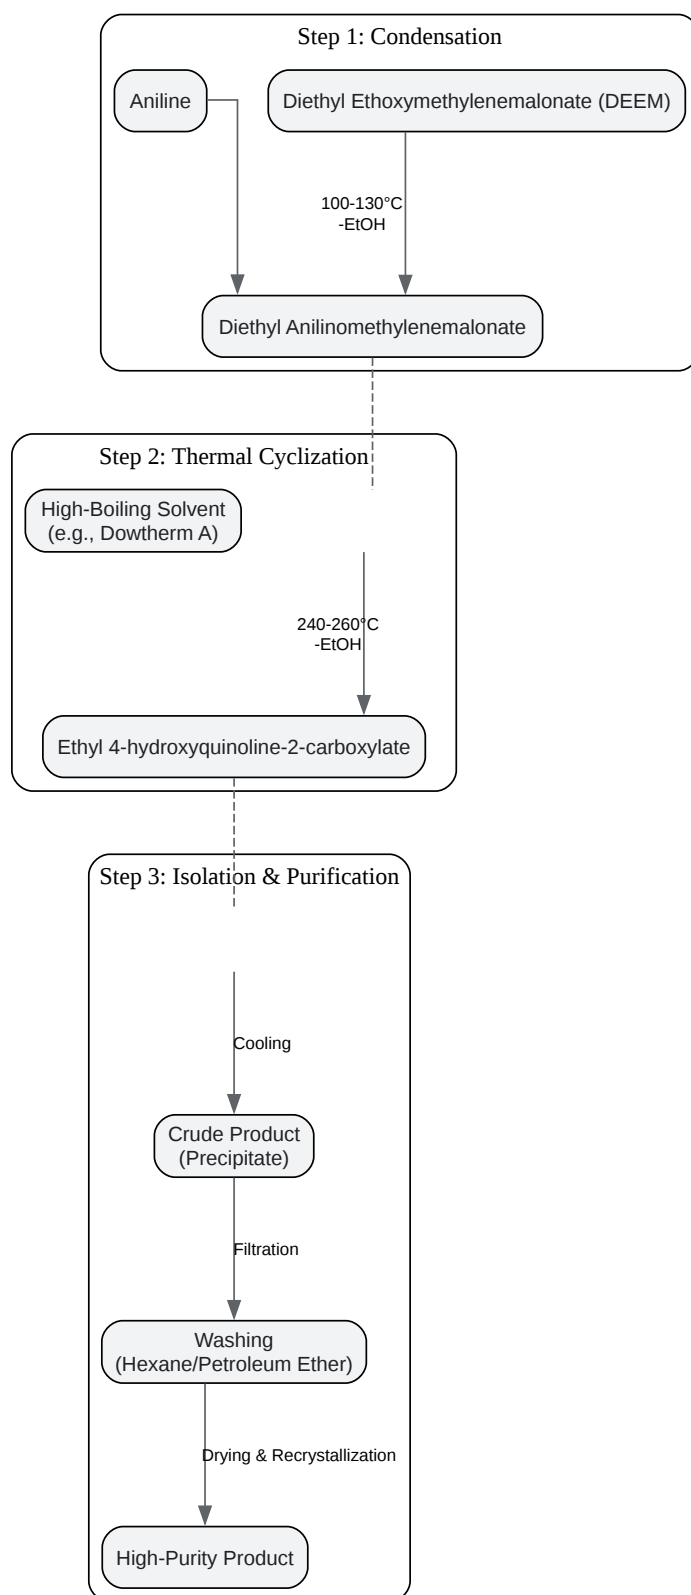 Step 1: Condensation
Aniline
Diethyl Ethoxymethylenemalonate (DEEM)
100-130°C
-EtOH
Diethyl Anilinomethylenemalonate
Step 2: Thermal Cyclization
High-Boiling Solvent
(e.g., Dowtherm A)
240-260°C
-EtOH
Ethyl 4-hydroxyquinoline-2-carboxylate
Step 3: Isolation & Purification
Cooling
Crude Product
(Precipitate)
Filtration
Washing
(Hexane/Petroleum Ether)
Drying & Recrystallization
High-Purity Product